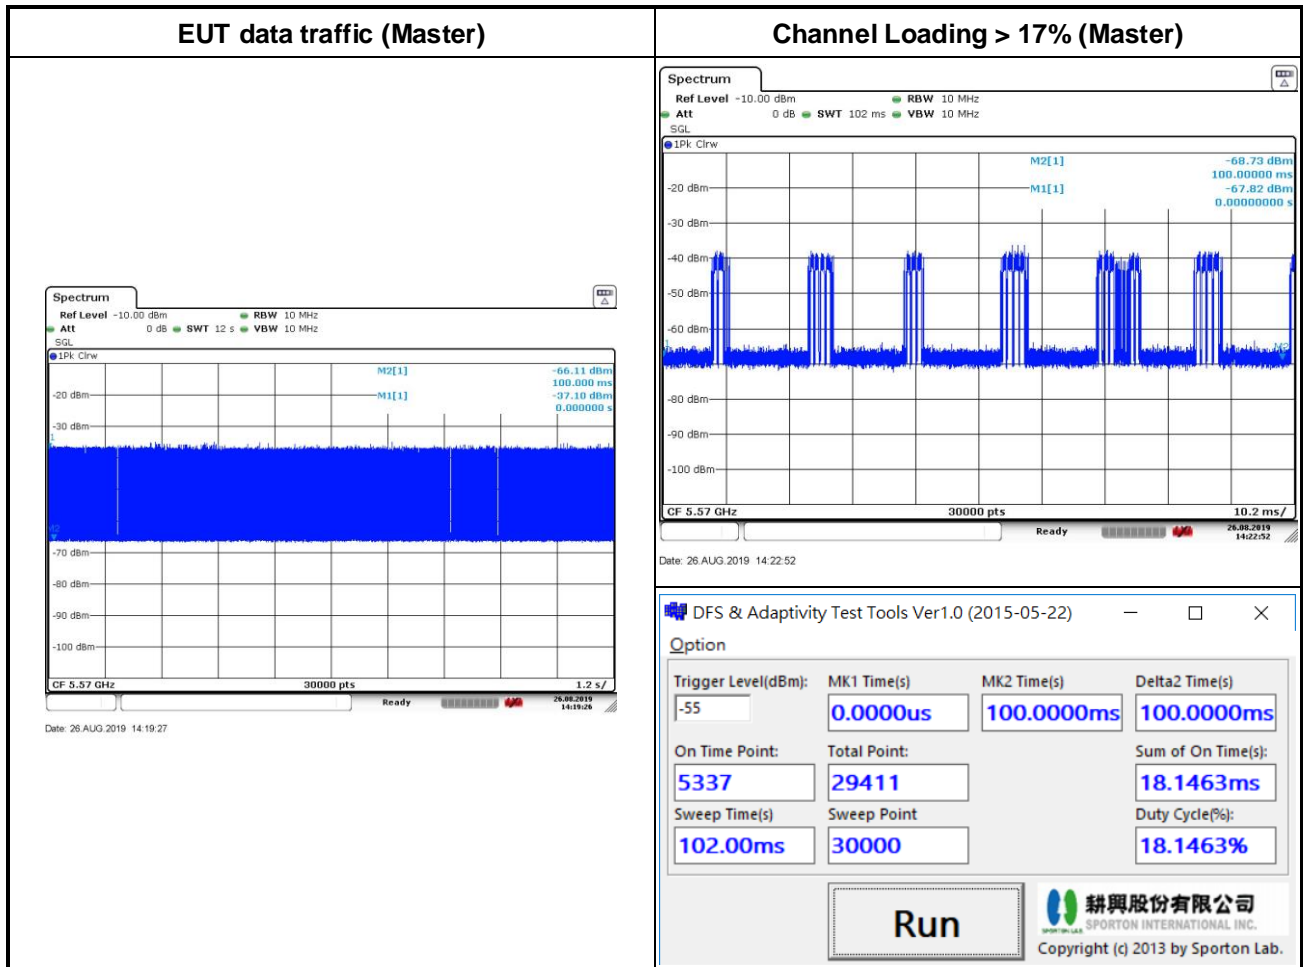 EUT data traffic (Master)
Spectrum
Ref Level -10.00 dBm RBW 10 MHz
Att 0 dB SWT 12 s VBW 10 MHz
SGL
1Pk Clrw
M2[1] -66.11 dBm
100.000 ms
-20 dBm M1[1] -37.10 dBm
0.000000 s
-30 dBm
1
M2
-70 dBm
-80 dBm
-90 dBm
-100 dBm
CF 5.57 GHz 30000 pts 1.2 s/
Ready 26.08.2019
14:19:26
Date: 26.AUG.2019 14:19:27
Channel Loading > 17% (Master)
Spectrum
Ref Level -10.00 dBm RBW 10 MHz
Att 0 dB SWT 102 ms VBW 10 MHz
SGL
1Pk Clrw
M2[1] -68.73 dBm
100.00000 ms
-20 dBm M1[1] -67.82 dBm
0.00000000 s
-30 dBm
-40 dBm
-50 dBm
-60 dBm
1
M2
-80 dBm
-90 dBm
-100 dBm
CF 5.57 GHz 30000 pts 10.2 ms/
Ready 26.08.2019
14:22:52
Date: 26.AUG.2019 14:22:52
DFS & Adaptivity Test Tools Ver1.0 (2015-05-22)
Option
Trigger Level(dBm): MK1 Time(s) MK2 Time(s) Delta2 Time(s)
-55 0.0000us 100.0000ms 100.0000ms
On Time Point: Total Point: Sum of On Time(s):
5337 29411 18.1463ms
Sweep Time(s) Sweep Point Duty Cycle(%):
102.00ms 30000 18.1463%
Run
耕興股份有限公司
SPORTON LAB. SPORTON INTERNATIONAL INC.
Copyright (c) 2013 by Sporton Lab.